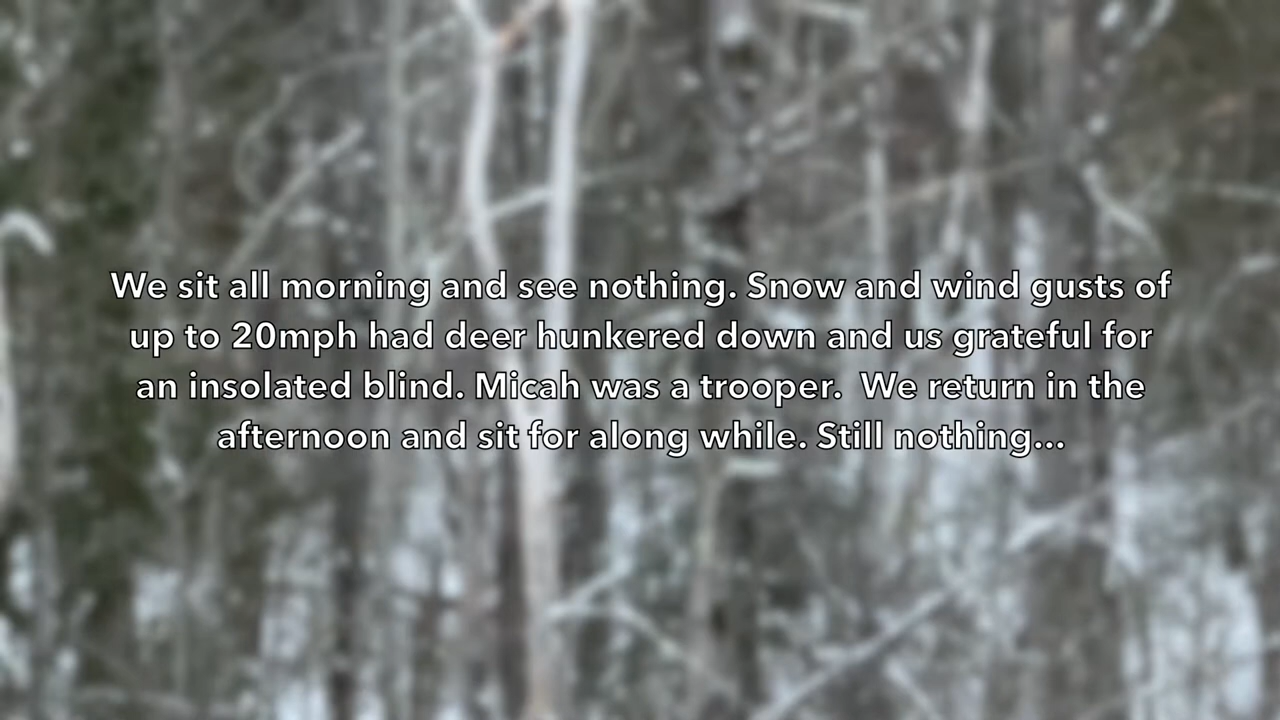 We sit all morning and see nothing. Snow and wind gusts of
up to 20mph had deer hunkered down and us grateful for
an insolated blind. Micah was a trooper.  We return in the
afternoon and sit for along while. Still nothing...